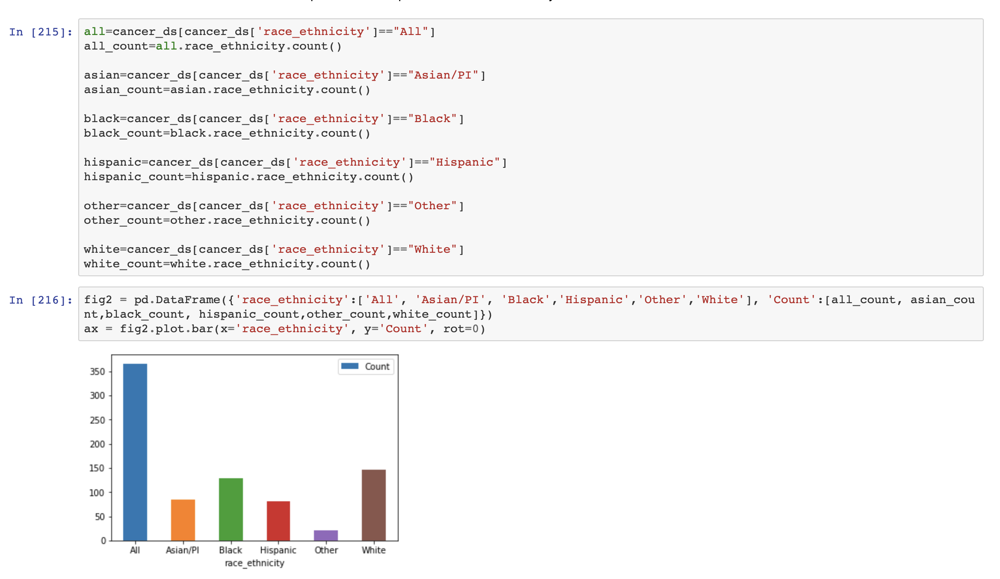 In [215]:
all=cancer_ds[cancer_ds['race_ethnicity']=="All"]
all_count=all.race_ethnicity.count()
asian=cancer_ds[cancer_ds['race_ethnicity']=="Asian/PI"]
asian_count=asian.race_ethnicity.count()
black=cancer_ds[cancer_ds['race_ethnicity']=="Black"]
black_count=black.race_ethnicity.count()
hispanic=cancer_ds[cancer_ds['race_ethnicity']=="Hispanic"]
hispanic_count=hispanic.race_ethnicity.count()
other=cancer_ds[cancer_ds['race_ethnicity']=="Other"]
other_count=other.race_ethnicity.count()
white=cancer_ds[cancer_ds['race_ethnicity']=="White"]
white_count=white.race_ethnicity.count()
In [216]:
fig2 = pd.DataFrame({'race_ethnicity':['All', 'Asian/PI', 'Black','Hispanic','Other','White'], 'Count':[all_count, asian_cou
nt,black_count, hispanic_count,other_count,white_count]})
ax = fig2.plot.bar(x='race_ethnicity', y='Count', rot=0)
Count
350
300
250
200
150
100
50
0
All Asian/PI Black Hispanic Other White
race_ethnicity